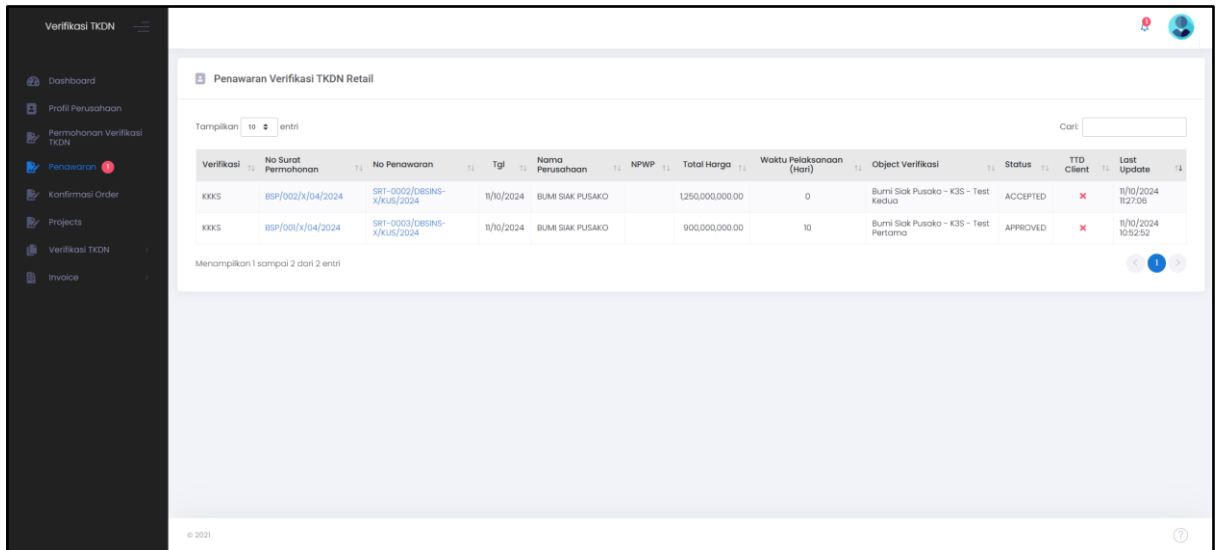 Verifikasi TKDN
1
Dashboard
Profil Perusahaan
Permohonan Verifikasi
TKDN
Penawaran 1
Konfirmasi Order
Projects
Verifikasi TKDN
Invoice
Penawaran Verifikasi TKDN Retail
Tampilkan 10 entri Cari:
Verifikasi No Surat Permohonan No Penawaran Tgl Nama Perusahaan NPWP Total Harga Waktu Pelaksanaan (Hari) Object Verifikasi Status TTD Client Last Update
KKKS BSP/002/X/04/2024 SRT-0002/DBSINS-X/KUS/2024 11/10/2024 BUMI SIAK PUSAKO 1,250,000,000.00 0 Bumi Siak Pusako - K3S - Test Kedua ACCEPTED 11/10/2024 11:27:06
KKKS BSP/001/X/04/2024 SRT-0003/DBSINS-X/KUS/2024 11/10/2024 BUMI SIAK PUSAKO 900,000,000.00 10 Bumi Siak Pusako - K3S - Test Pertama APPROVED 11/10/2024 10:52:52
Menampilkan 1 sampai 2 dari 2 entri
1
© 2021